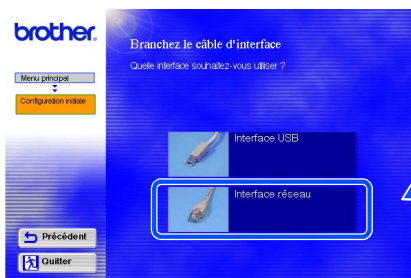 brother.
Menu principal
Configuration initiale
Branchez le câble d'interface
Quelle interface souhaitez-vous utiliser ?
Interface USB
Interface réseau
Précédent
Quitter